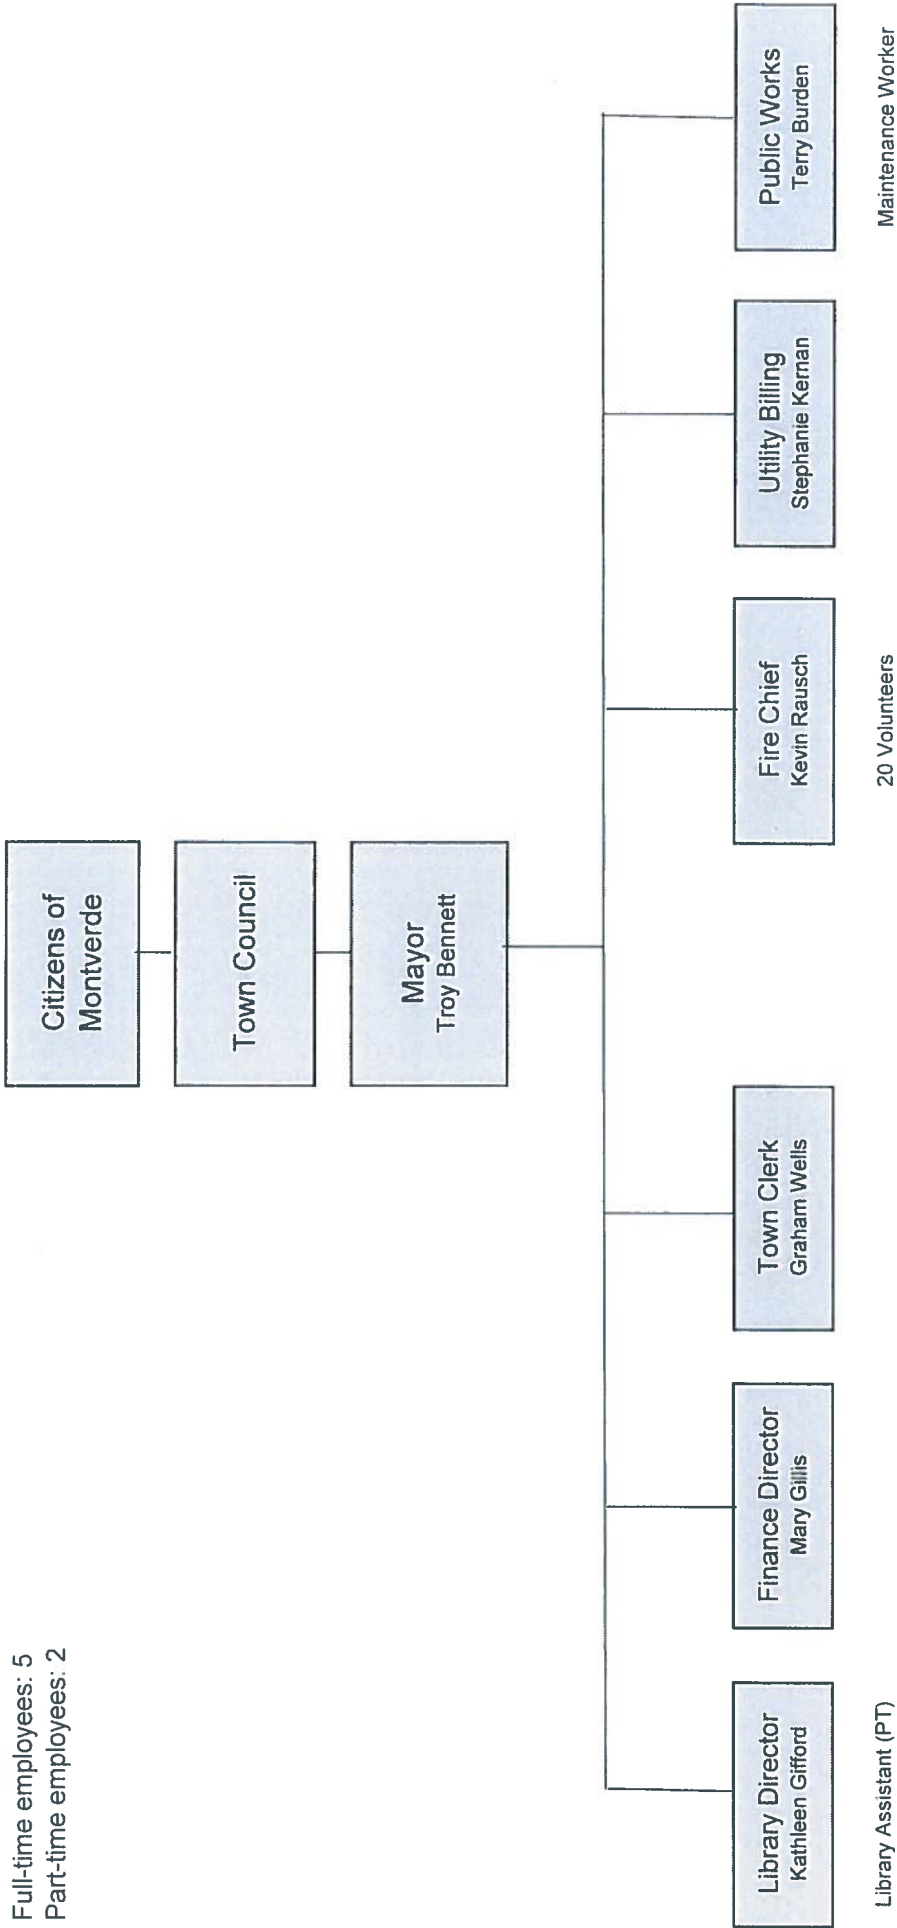 Full-time employees: 5
Part-time employees: 2
Citizens of
Montverde
Town Council
Mayor
Troy Bennett
Library Director
Kathleen Gifford
Finance Director
Mary Gillis
Town Clerk
Graham Wells
Fire Chief
Kevin Rausch
Utility Billing
Stephanie Kernan
Public Works
Terry Burden
Library Assistant (PT)
20 Volunteers
Maintenance Worker